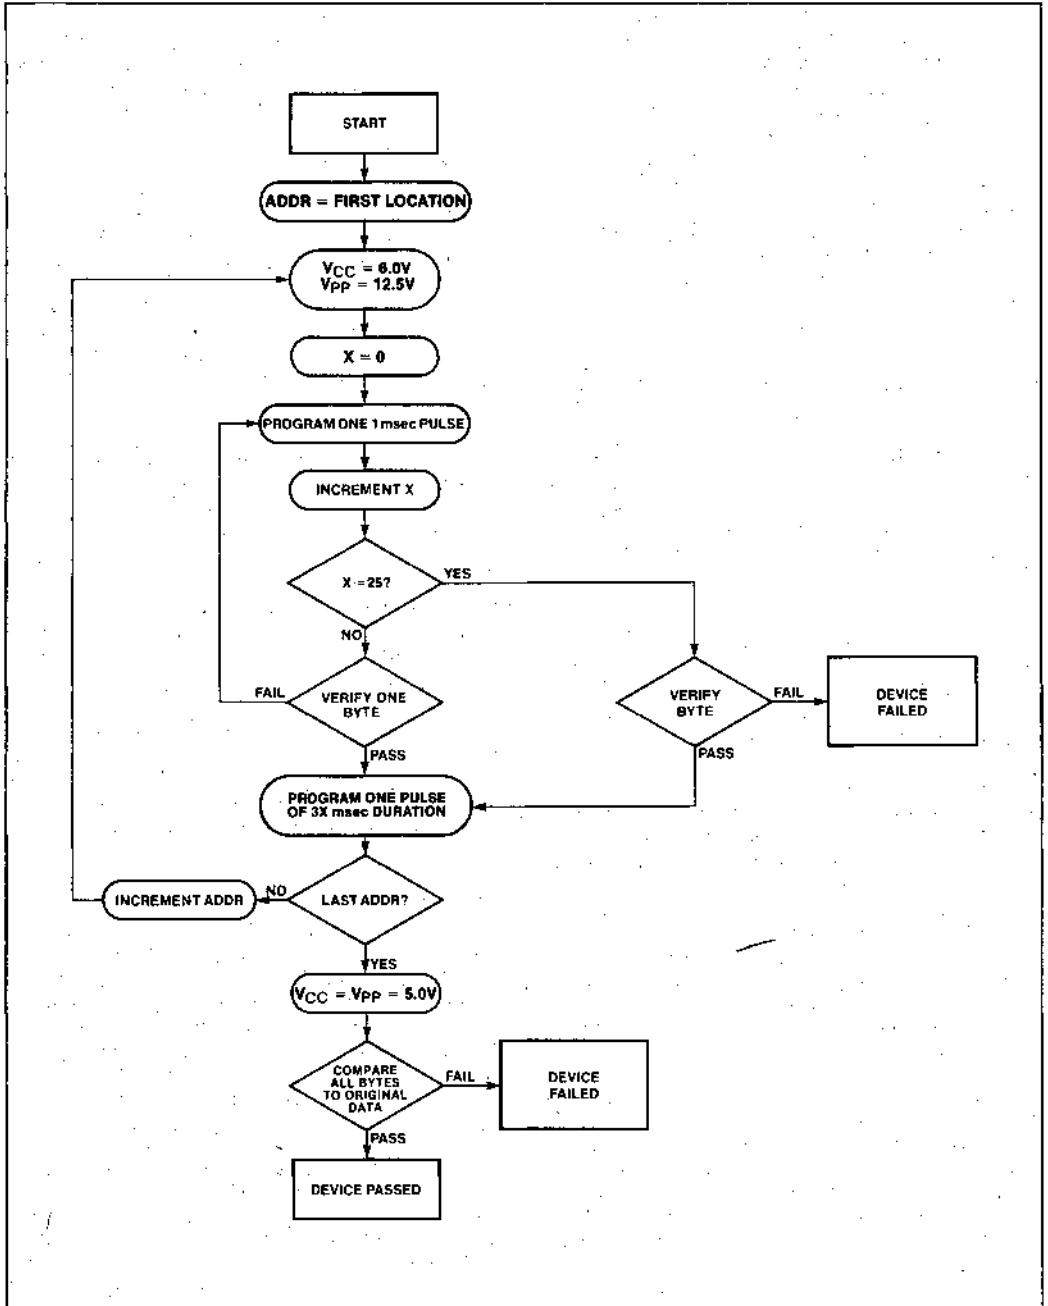 START
ADDR = FIRST LOCATION
VCC = 6.0V
VPP = 12.5V
X = 0
PROGRAM ONE 1 msec PULSE
INCREMENT X
X = 25?
YES
NO
VERIFY ONE
BYTE
FAIL
PASS
VERIFY
BYTE
FAIL
DEVICE
FAILED
PASS
PROGRAM ONE PULSE
OF 3X msec DURATION
LAST ADDR?
NO
INCREMENT ADDR
YES
VCC = VPP = 5.0V
COMPARE
ALL BYTES
TO ORIGINAL
DATA
FAIL
DEVICE
FAILED
PASS
DEVICE PASSED